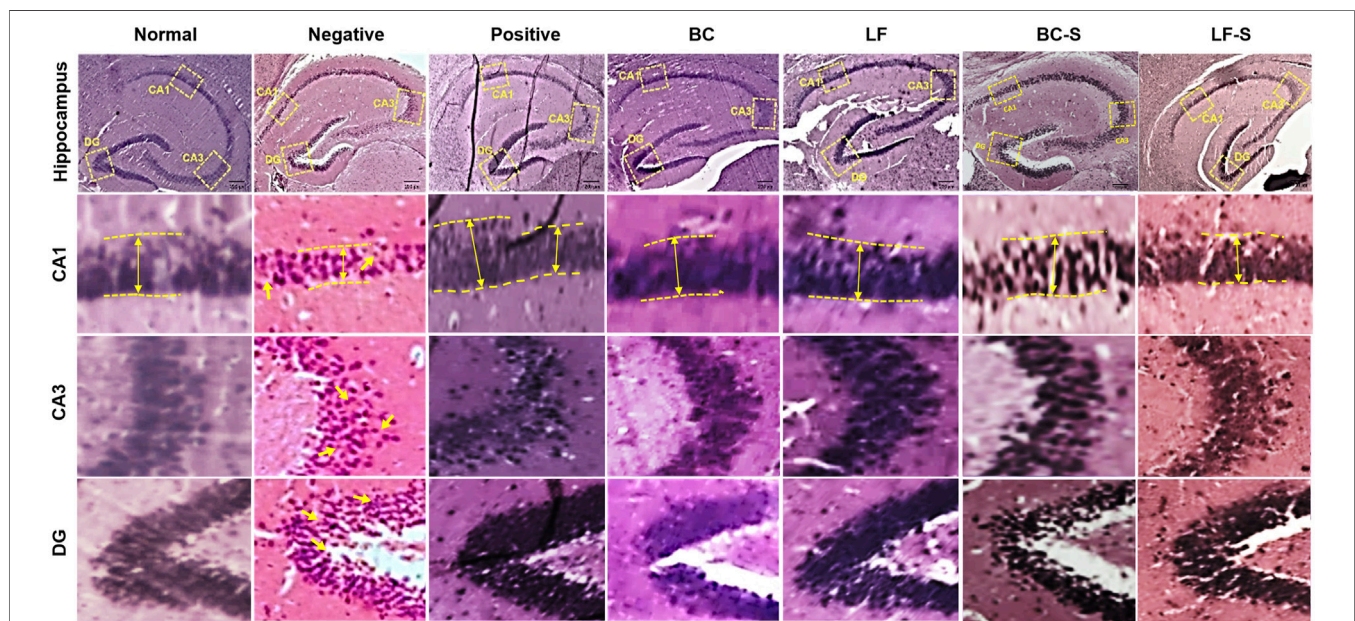 Normal Negative Positive BC LF BC-S LF-S
Hippocampus
CA1 CA3 DG
CA1 CA3 DG
CA1 CA3 DG
CA1 CA3 DG
CA1 CA3 DG
CA1 CA3 DG
CA1 CA3 DG
CA1
CA3
DG